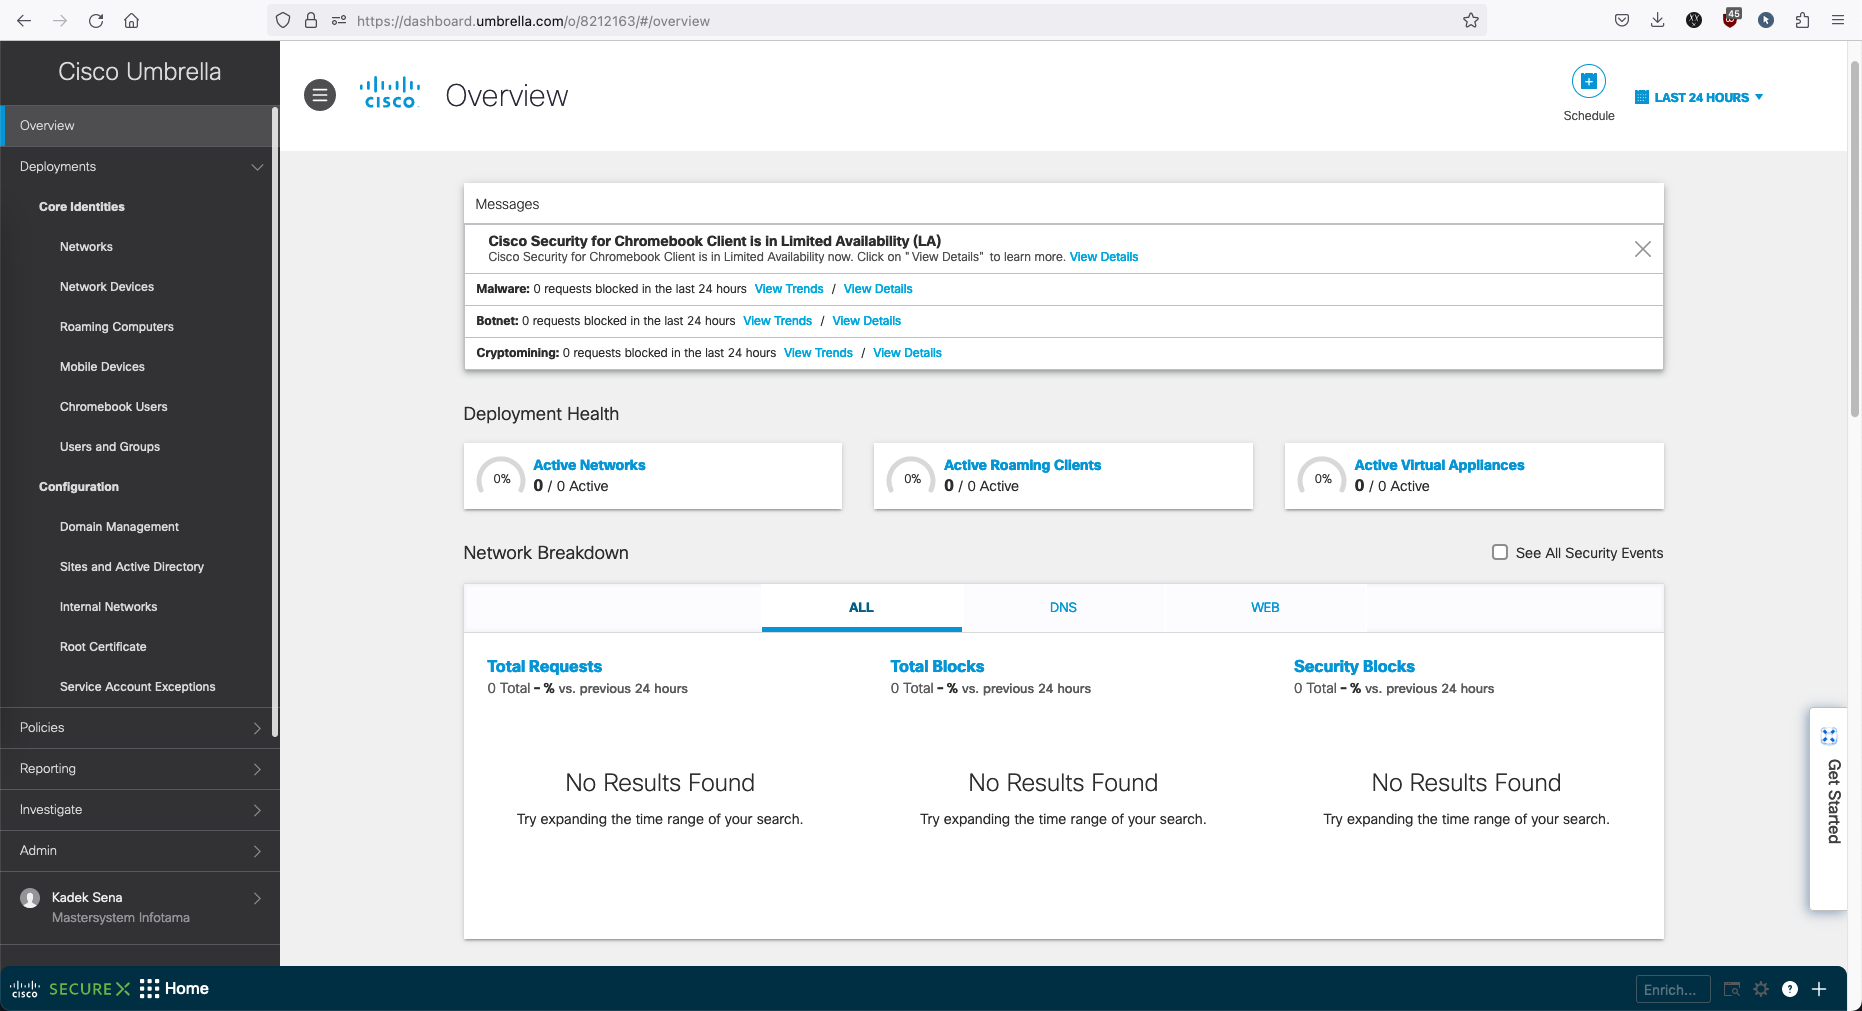 https://dashboard.umbrella.com/o/8212163/#/overview
45
Cisco Umbrella
Overview
Deployments
Core Identities
Networks
Network Devices
Roaming Computers
Mobile Devices
Chromebook Users
Users and Groups
Configuration
Domain Management
Sites and Active Directory
Internal Networks
Root Certificate
Service Account Exceptions
Policies
Reporting
Investigate
Admin
Kadek Sena
Mastersystem Infotama
CISCO
Overview
Schedule
LAST 24 HOURS
Messages
Cisco Security for Chromebook Client is in Limited Availability (LA)
Cisco Security for Chromebook Client is in Limited Availability now. Click on "View Details" to learn more. View Details
Malware: 0 requests blocked in the last 24 hours View Trends / View Details
Botnet: 0 requests blocked in the last 24 hours View Trends / View Details
Cryptomining: 0 requests blocked in the last 24 hours View Trends / View Details
Deployment Health
0% Active Networks
0 / 0 Active
0% Active Roaming Clients
0 / 0 Active
0% Active Virtual Appliances
0 / 0 Active
Network Breakdown
See All Security Events
ALL DNS WEB
Total Requests
0 Total - % vs. previous 24 hours
No Results Found
Try expanding the time range of your search.
Total Blocks
0 Total - % vs. previous 24 hours
No Results Found
Try expanding the time range of your search.
Security Blocks
0 Total - % vs. previous 24 hours
No Results Found
Try expanding the time range of your search.
Get Started
CISCO SECURE X Home
Enrich...